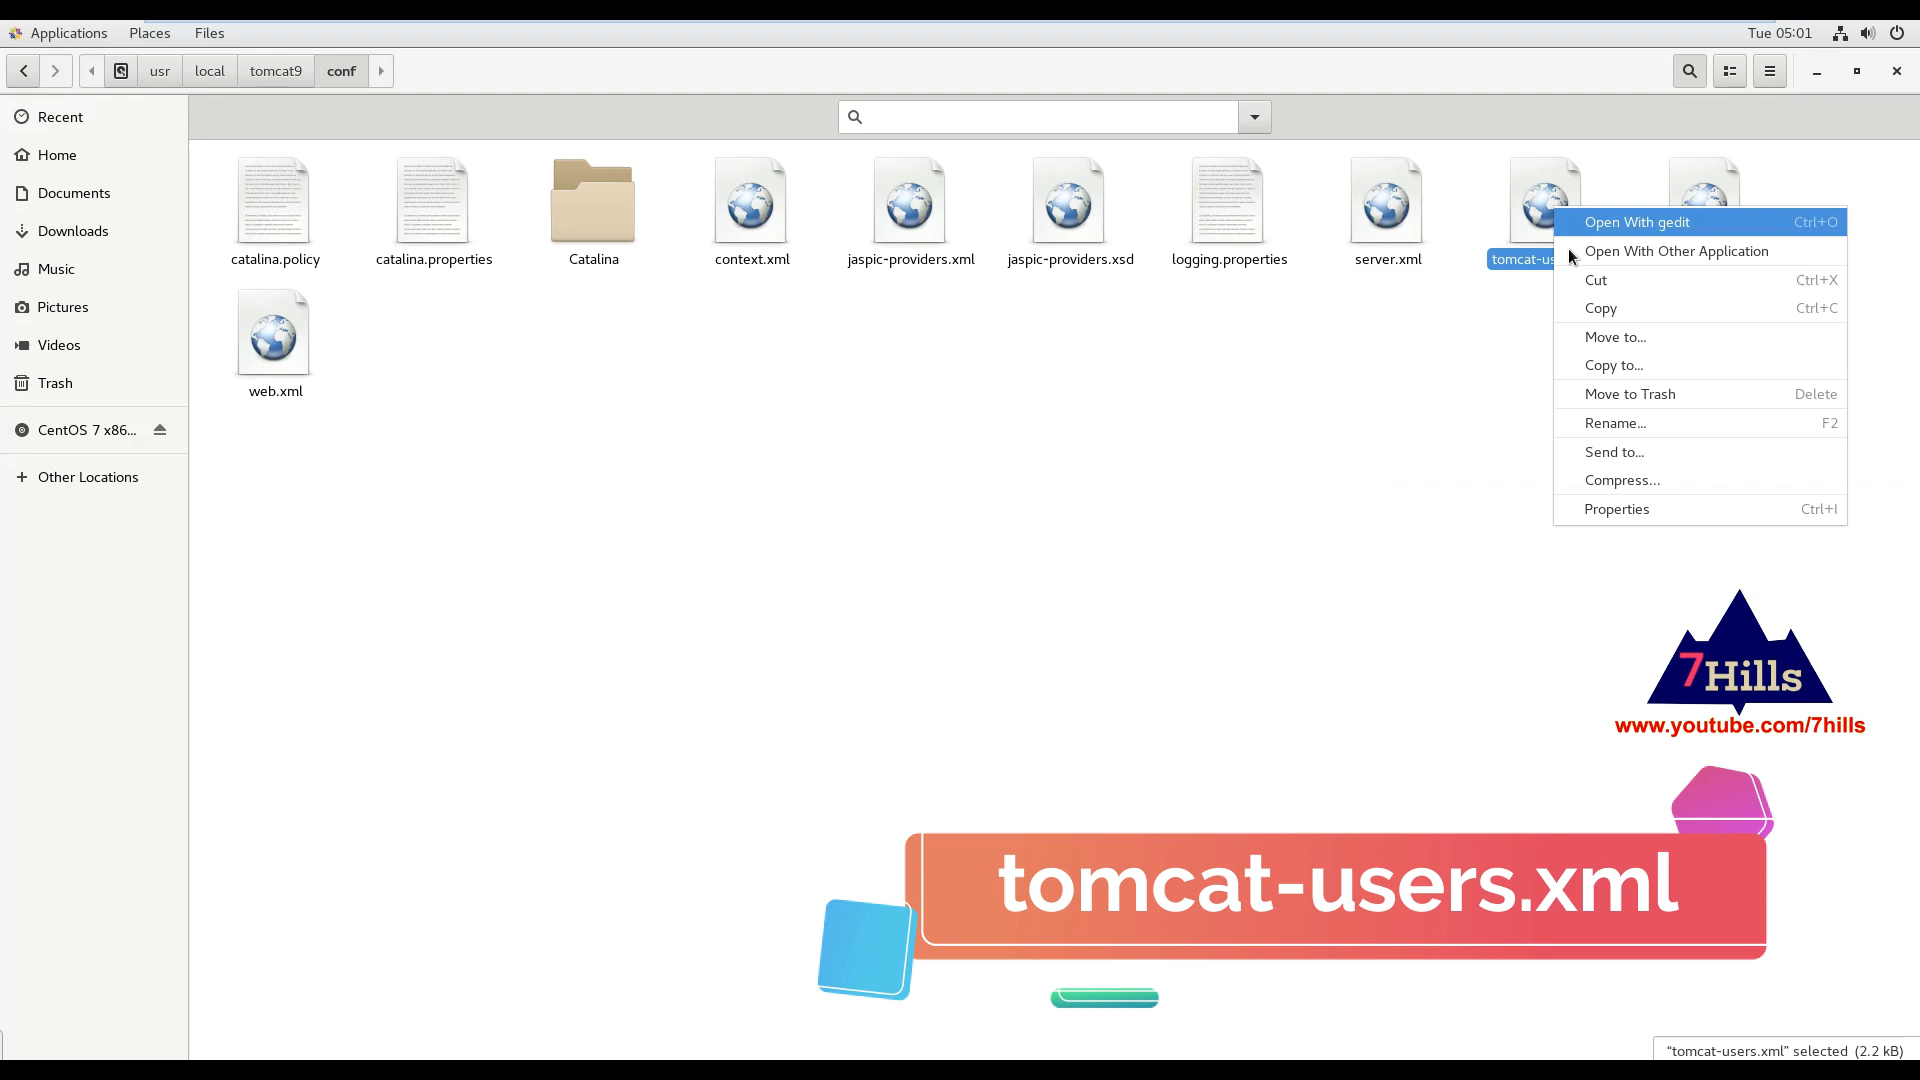 Applications Places Files Tue 05:01
usr local tomcat9 conf
Recent
Home
Documents
Downloads
Music
Pictures
Videos
Trash
CentOS 7 x86...
Other Locations
catalina.policy catalina.properties Catalina context.xml jaspic-providers.xml jaspic-providers.xsd logging.properties server.xml tomcat-us
web.xml
Open With gedit Ctrl+O
Open With Other Application
Cut Ctrl+X
Copy Ctrl+C
Move to...
Copy to...
Move to Trash Delete
Rename... F2
Send to...
Compress...
Properties Ctrl+I
7Hills
www.youtube.com/7hills
tomcat-users.xml
“tomcat-users.xml” selected (2.2 kB)